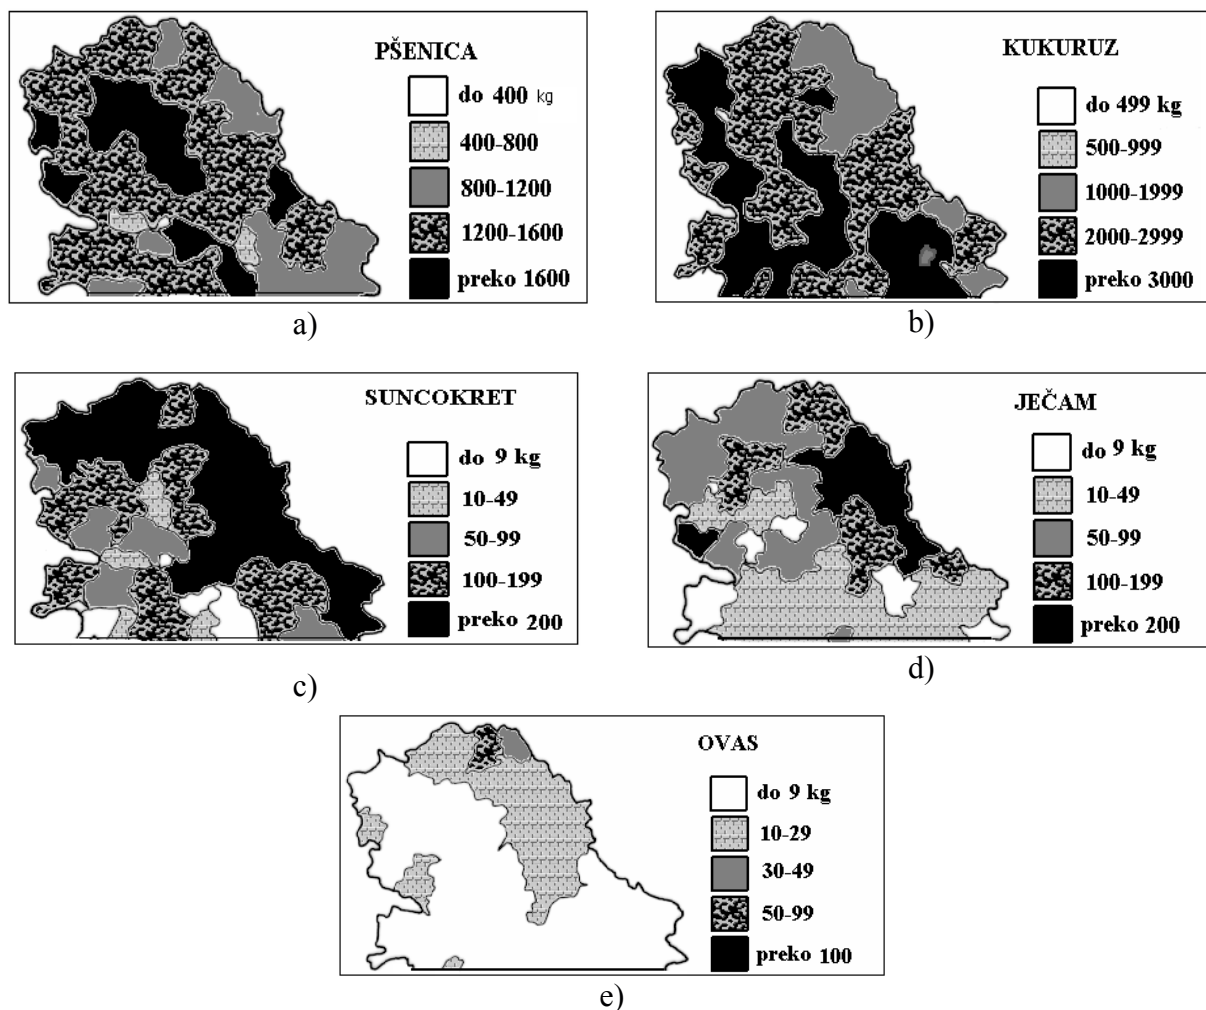 PŠENICA
do 400 kg
400-800
800-1200
1200-1600
preko 1600
a)
KUKURUZ
do 499 kg
500-999
1000-1999
2000-2999
preko 3000
b)
SUNCOKRET
do 9 kg
10-49
50-99
100-199
preko 200
c)
JEČAM
do 9 kg
10-49
50-99
100-199
preko 200
d)
OVAS
do 9 kg
10-29
30-49
50-99
preko 100
e)